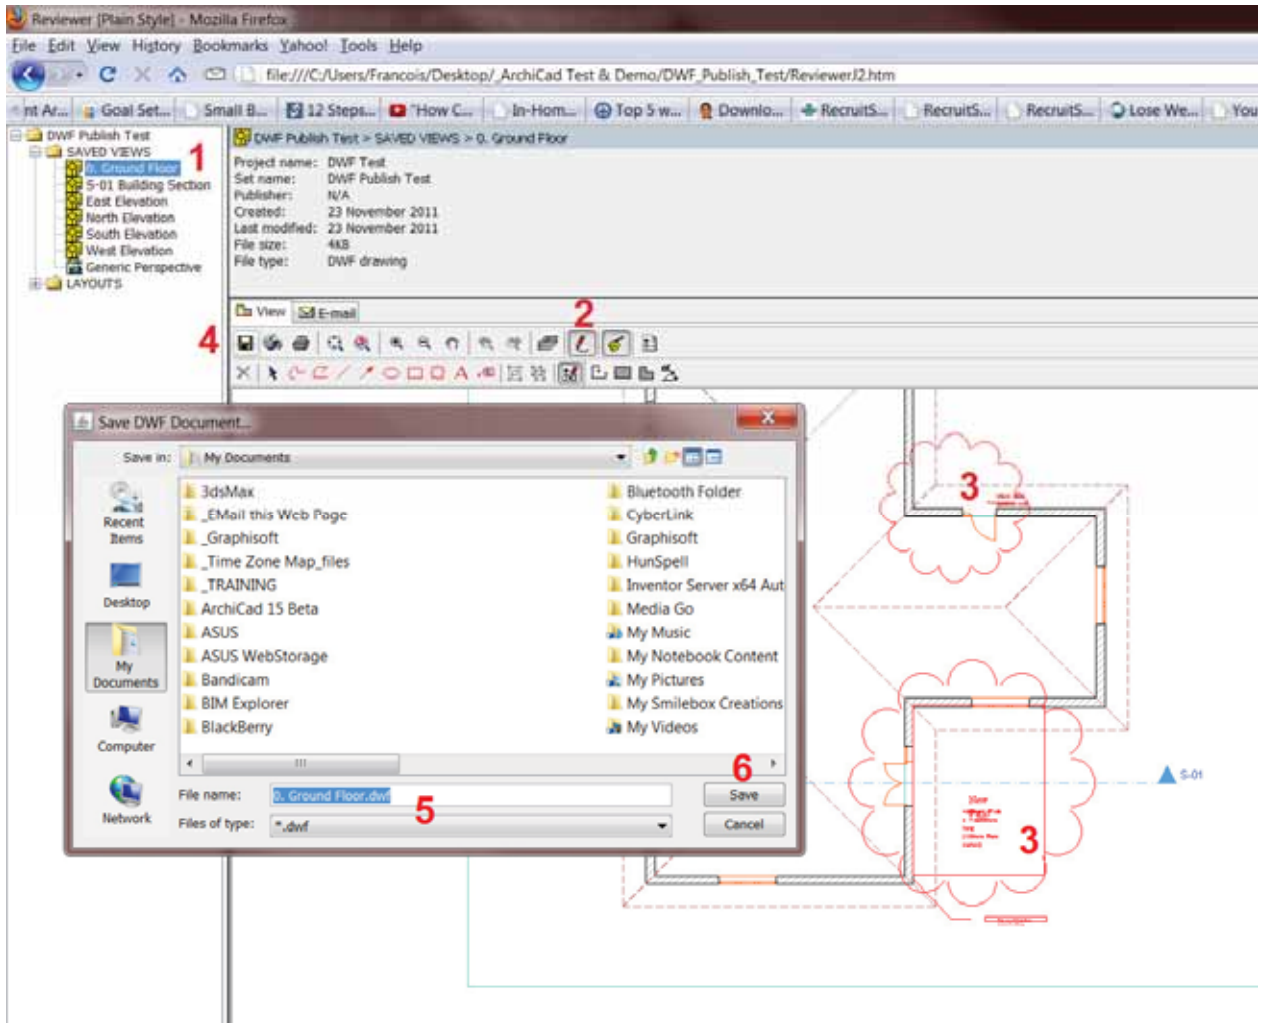 Reviewer [Plain Style] - Mozilla Firefox
File Edit View History Bookmarks Yahoo! Tools Help
file:///C:/Users/Francois/Desktop/_ArchiCad Test & Demo/DWF_Publish_Test/ReviewerJ2.htm
nt Ar... Goal Set... Small B... 12 Steps... "How C... In-Hom... Top 5 w... Downlo... RecruitS... RecruitS... RecruitS... Lose We... You
DWF Publish Test
SAVED VIEWS
1
0. Ground Floor
S-01 Building Section
East Elevation
North Elevation
South Elevation
West Elevation
Generic Perspective
LAYOUTS
DWF Publish Test > SAVED VIEWS > 0. Ground Floor
Project name: DWF Test
Set name: DWF Publish Test
Publisher: N/A
Created: 23 November 2011
Last modified: 23 November 2011
File size: 4KB
File type: DWF drawing
View E-mail
2
4
A
Save DWF Document...
Save in: My Documents
Recent Items
Desktop
My Documents
Computer
Network
3dsMax
_EMail this Web Page
_Graphisoft
_Time Zone Map_files
_TRAINING
ArchiCad 15 Beta
ASUS
ASUS WebStorage
Bandicam
BIM Explorer
BlackBerry
Bluetooth Folder
CyberLink
Graphisoft
HunSpell
Inventor Server x64 Aut
Media Go
My Music
My Notebook Content
My Pictures
My Smilebox Creations
My Videos
6
File name: 0. Ground Floor.dwf
5
Save
Files of type: *.dwf
Cancel
3
S-01
3